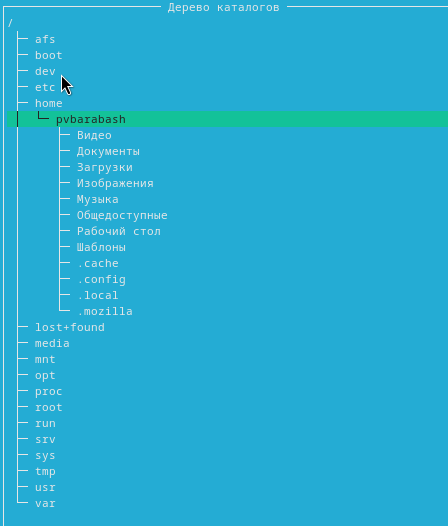 Дерево каталогов
/
afs
boot
dev
etc
home
pvbarabash
Видео
Документы
Загрузки
Изображения
Музыка
Общедоступные
Рабочий стол
Шаблоны
.cache
.config
.local
.mozilla
lost+found
media
mnt
opt
proc
root
run
srv
sys
tmp
usr
var